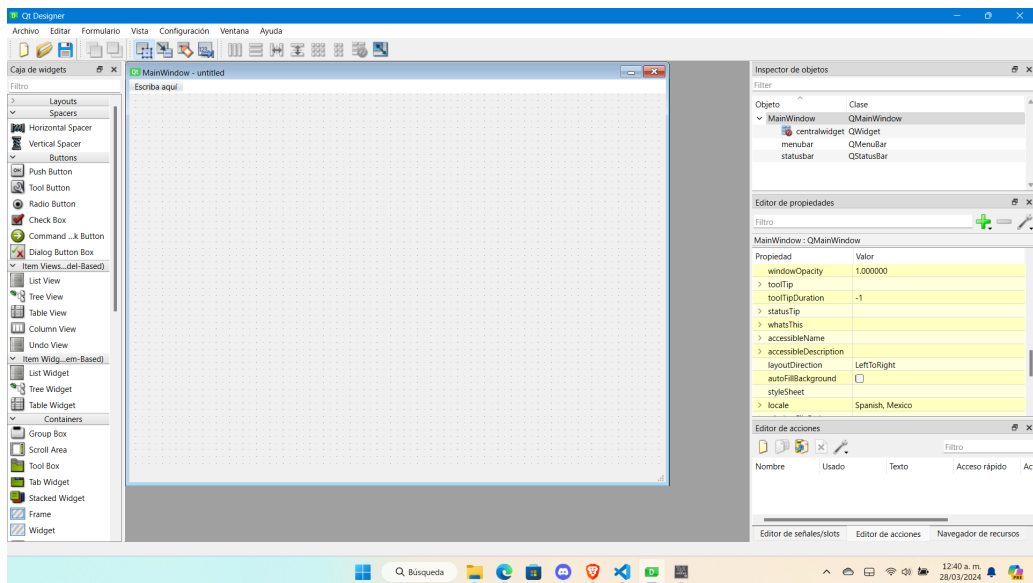 Qt Designer
Archivo Editar Formulario Vista Configuración Ventana Ayuda
Caja de widgets
Filtro
Layouts
Spacers
Horizontal Spacer
Vertical Spacer
Buttons
Push Button
Tool Button
Radio Button
Check Box
Command ...k Button
Dialog Button Box
Item Views...del-Based)
List View
Tree View
Table View
Column View
Undo View
Item Widg...em-Based)
List Widget
Tree Widget
Table Widget
Containers
Group Box
Scroll Area
Tool Box
Tab Widget
Stacked Widget
Frame
Widget
MainWindow - untitled
Escriba aquí
Inspector de objetos
Filter
Objeto Clase
MainWindow QMainWindow
centralwidget QWidget
menubar QMenuBar
statusbar QStatusBar
Editor de propiedades
Filtro
MainWindow : QMainWindow
Propiedad Valor
windowOpacity 1.000000
toolTip
toolTipDuration -1
statusTip
whatsThis
accessibleName
accessibleDescription
layoutDirection LeftToRight
autoFillBackground
styleSheet
locale Spanish, Mexico
Editor de acciones
Filtro
Nombre Usado Texto Acceso rápido Ac
Editor de señales/slots Editor de acciones Navegador de recursos
Búsqueda
12:40 a. m.
28/03/2024